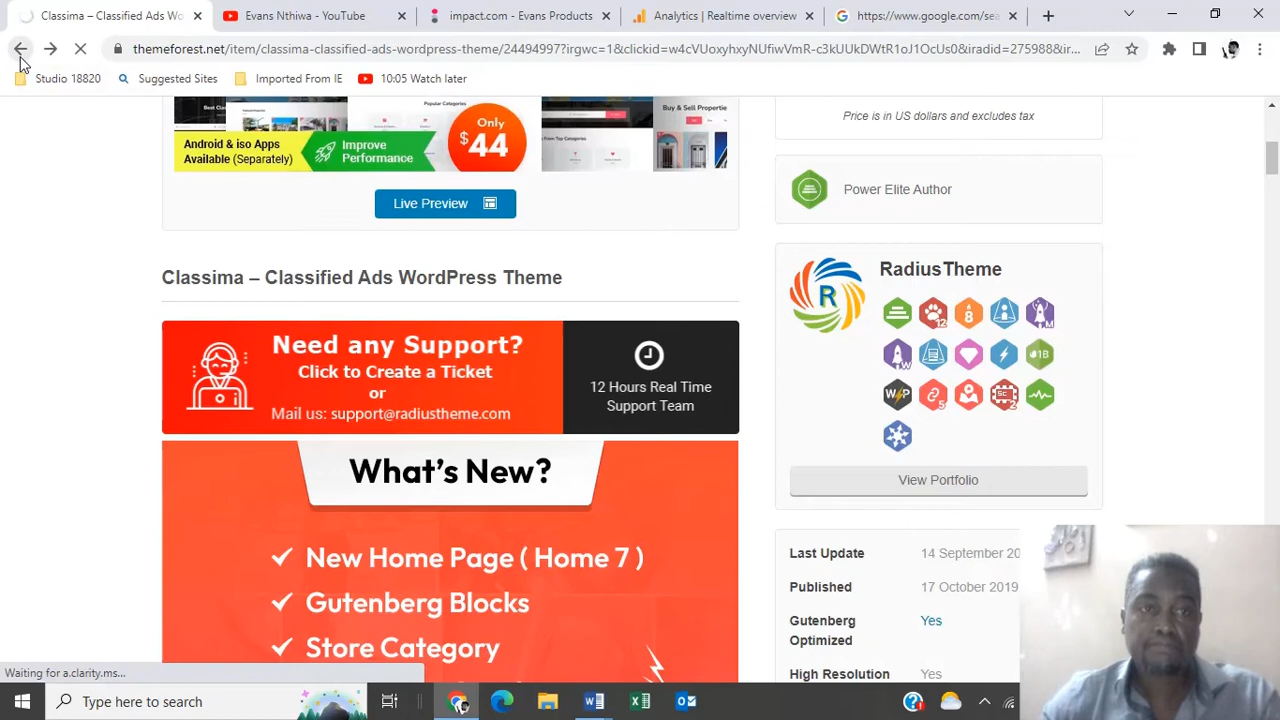 Classima – Classified Ads Wo
Evans Nthiwa - YouTube
impact.com - Evans Products
Analytics | Realtime overview
https://www.google.com/sea
themeforest.net/item/classima-classified-ads-wordpress-theme/24494997?irgwc=1&clickid=w4cVUoxyhxyNUfiwVmR-c3kUUkDWtR1oJ1OcUs0&iradid=275988&ir...
Studio 18820
Suggested Sites
Imported From IE
10:05 Watch later
Popular Categories
Buy & Sell Properti
Android & iso Apps
Available (Separately)
Improve
Performance
Only
$44
Price is in US dollars and excludes tax
Live Preview
Power Elite Author
Classima – Classified Ads WordPress Theme
RadiusTheme
Need any Support?
Click to Create a Ticket
or
Mail us: support@radiustheme.com
12 Hours Real Time
Support Team
View Portfolio
What's New?
New Home Page ( Home 7 )
Gutenberg Blocks
Store Category
Last Update 14 September 20
Published 17 October 2019
Gutenberg
Optimized
Yes
High Resolution Yes
Waiting for a.clarity.ms...
Type here to search